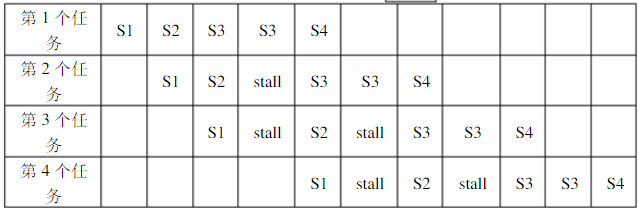 第 1 个任
务
S1 S2 S3 S3 S4
第 2 个任
务
S1 S2 stall S3 S3 S4
第 3 个任
务
S1 stall S2 stall S3 S3 S4
第 4 个任
务
S1 stall S2 stall S3 S3 S4